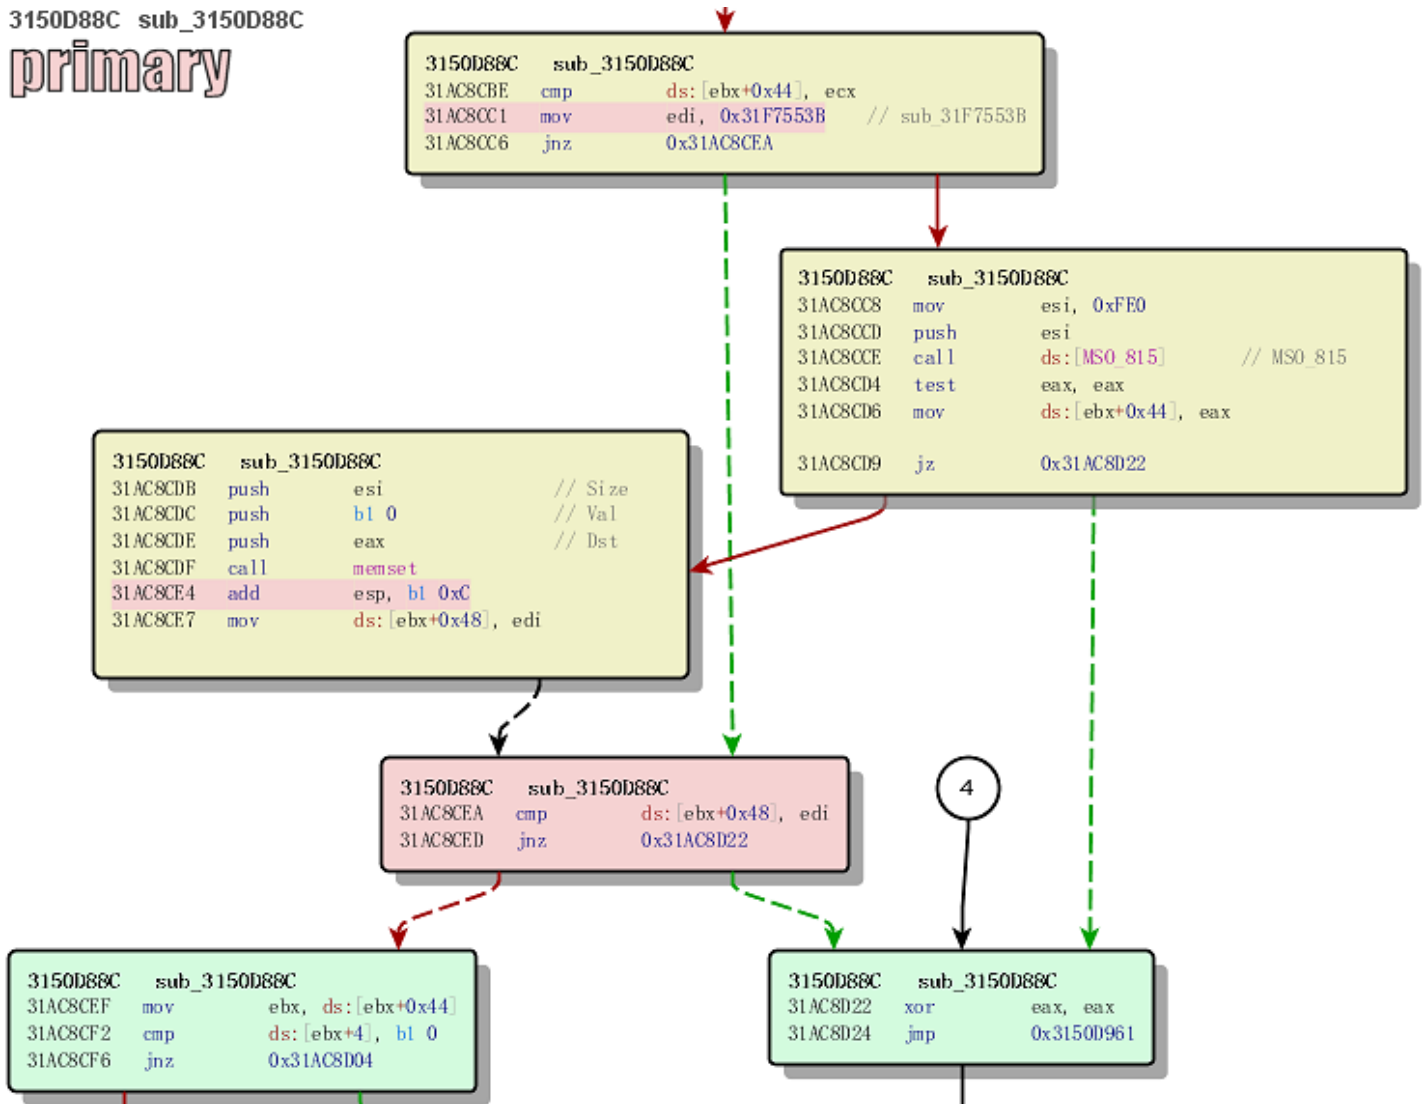 3150D88C sub_3150D88C
primary
3150D88C sub_3150D88C
31AC8CBE cmp ds:[ebx+0x44], ecx
31AC8CC1 mov edi, 0x31F7553B // sub_31F7553B
31AC8CC6 jnz 0x31AC8CEA
3150D88C sub_3150D88C
31AC8CC8 mov esi, 0xFE0
31AC8CCD push esi
31AC8CCE call ds:[MSO_815] // MSO_815
31AC8CD4 test eax, eax
31AC8CD6 mov ds:[ebx+0x44], eax
31AC8CD9 jz 0x31AC8D22
3150D88C sub_3150D88C
31AC8CDB push esi // Size
31AC8CDC push b1 0 // Val
31AC8CDE push eax // Dst
31AC8CDF call memset
31AC8CE4 add esp, b1 0xC
31AC8CE7 mov ds:[ebx+0x48], edi
3150D88C sub_3150D88C
31AC8CEA cmp ds:[ebx+0x48], edi
31AC8CED jnz 0x31AC8D22
4
3150D88C sub_3150D88C
31AC8CEF mov ebx, ds:[ebx+0x44]
31AC8CF2 cmp ds:[ebx+4], b1 0
31AC8CF6 jnz 0x31AC8D04
3150D88C sub_3150D88C
31AC8D22 xor eax, eax
31AC8D24 jmp 0x3150D961